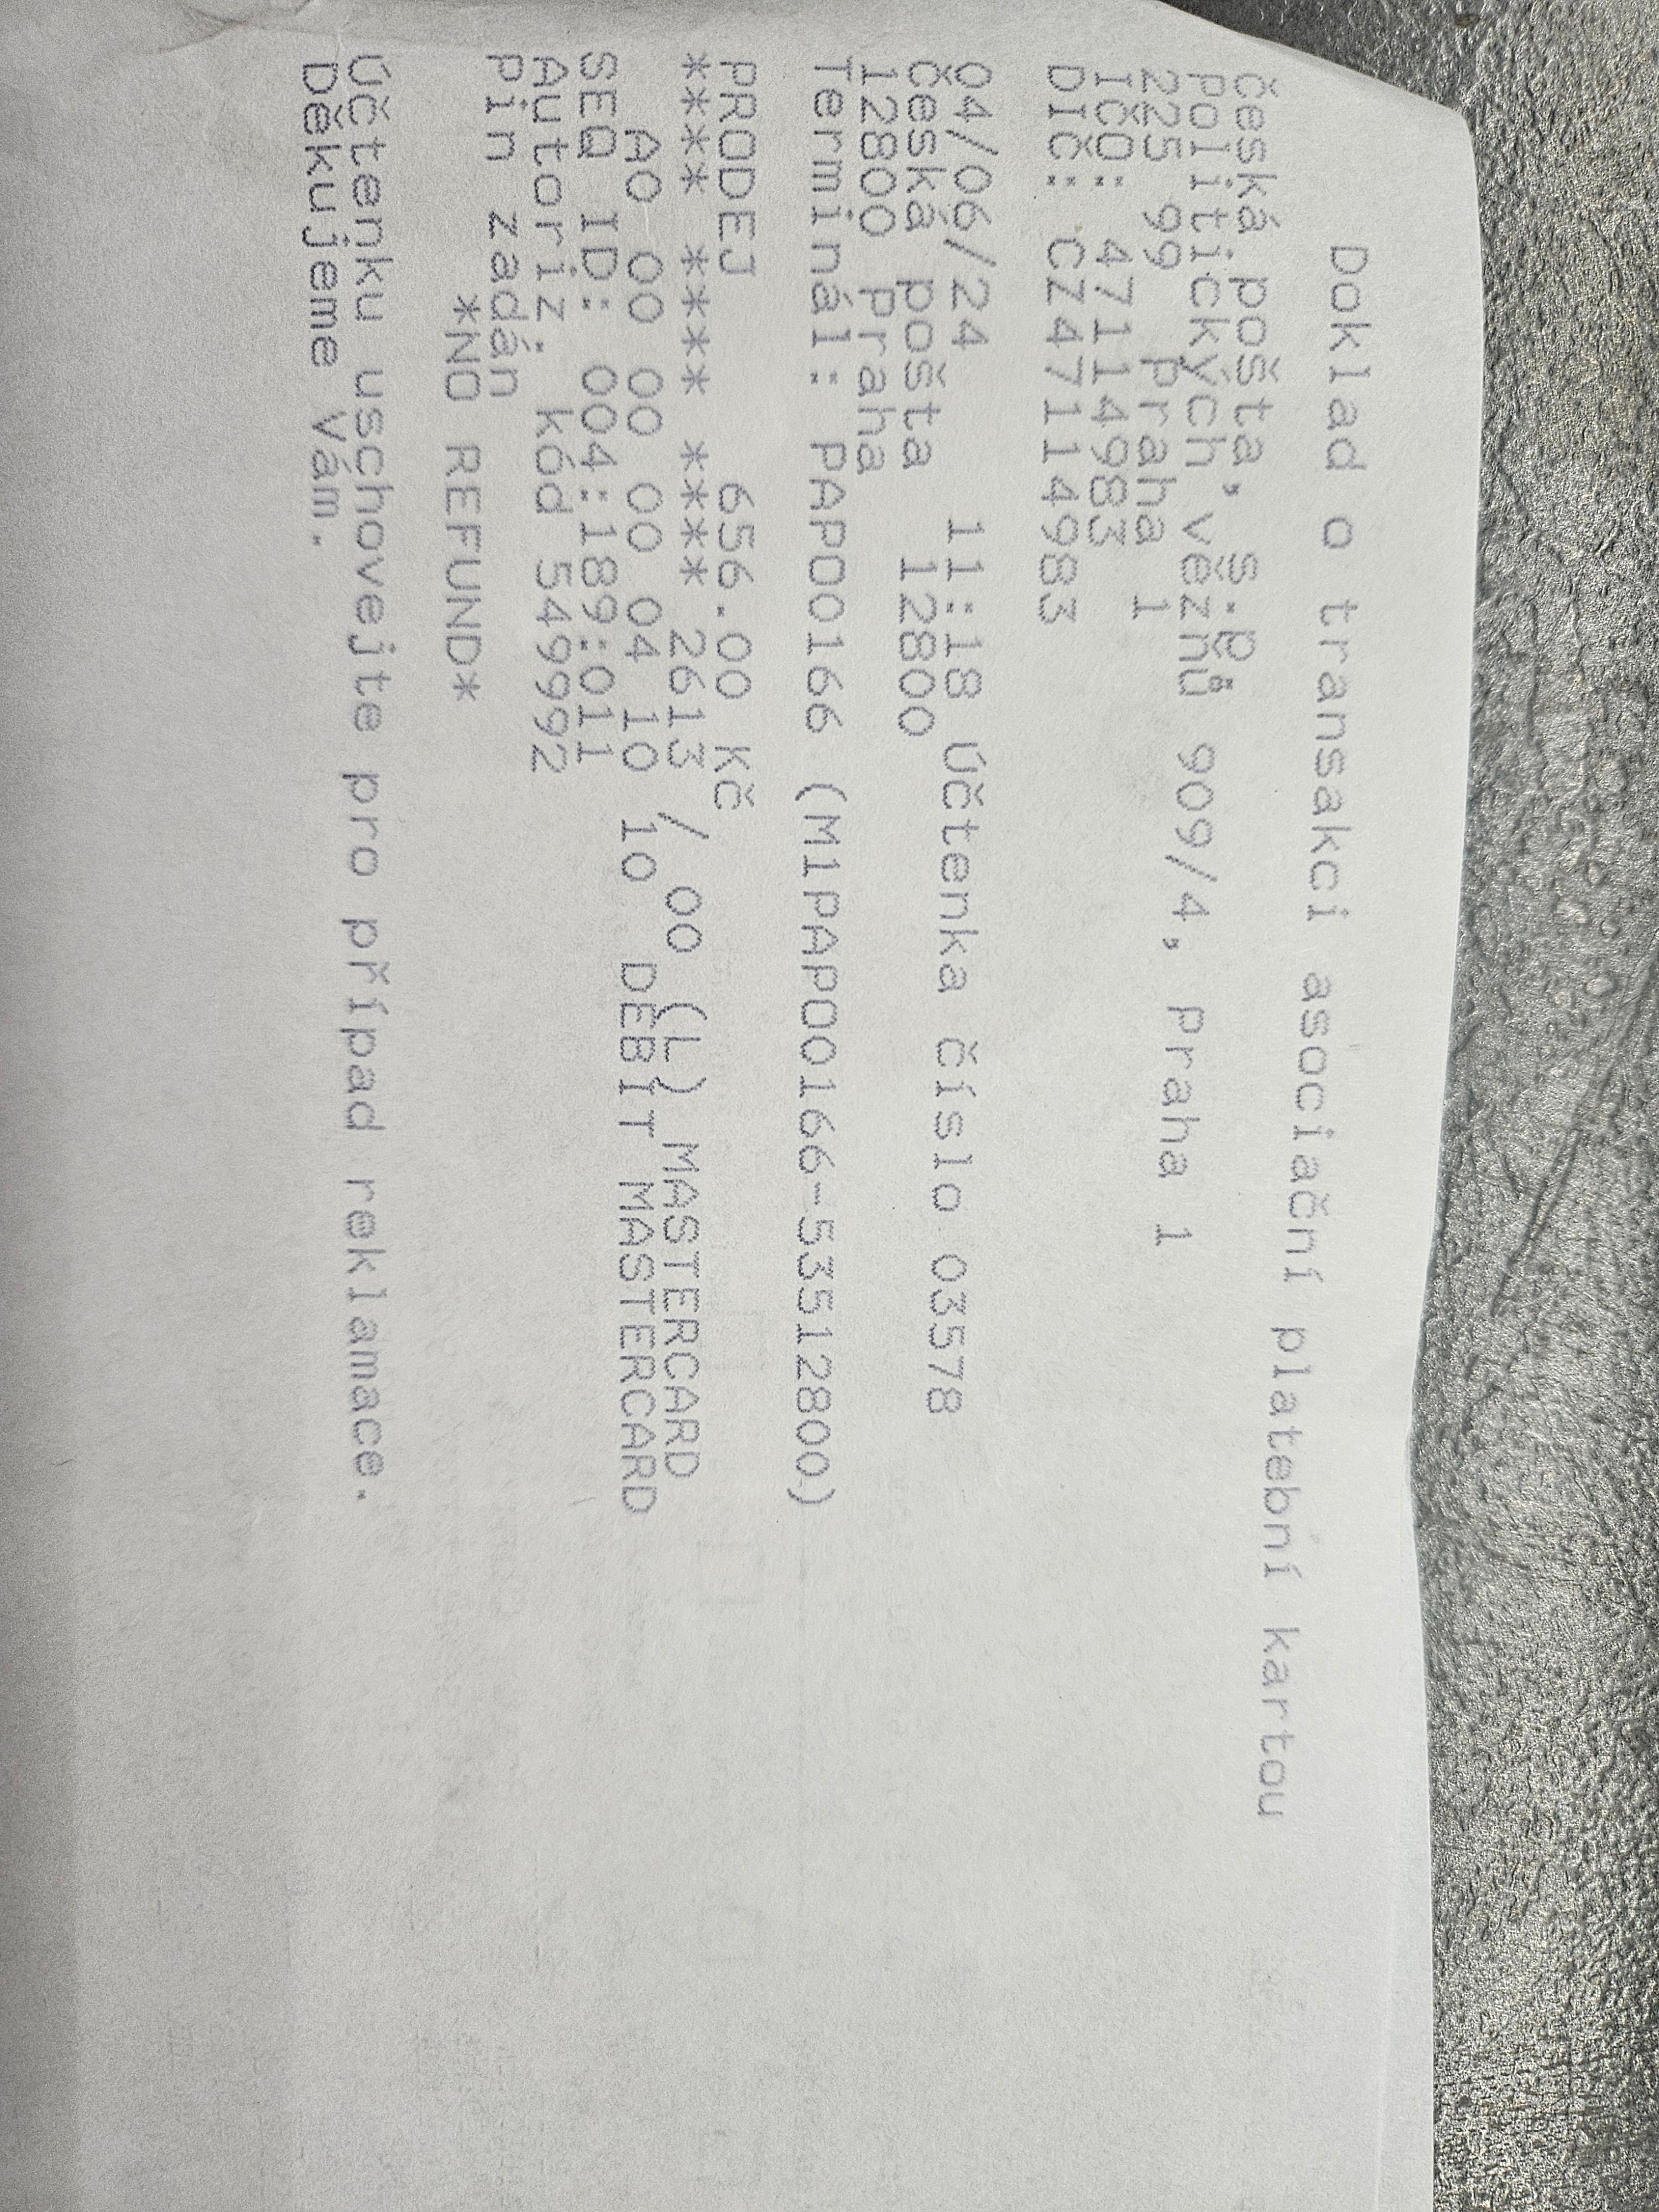 Doklad o transakci asociační platební kartou
Česká pošta, s.p.
Politických vězňů 909/4, Praha 1
225 99 Praha 1
IČO: 47114983
DIČ: CZ47114983
04/06/24 11:18 Účtenka číslo 03578
Česká pošta 12800
12800 Praha
Terminál: PAP00166 (M1PAP00166-53512800)
PRODEJ 656.00 Kč
**** **** **** 2613 / 00 (L) MASTERCARD
A0 00 00 00 04 10 10 DEBIT MASTERCARD
SEQ ID: 004:189:011
Autoriz. kód 549992
Pin zadán
*NO REFUND*
Účtenku uschovejte pro případ reklamace.
Děkujeme Vám.